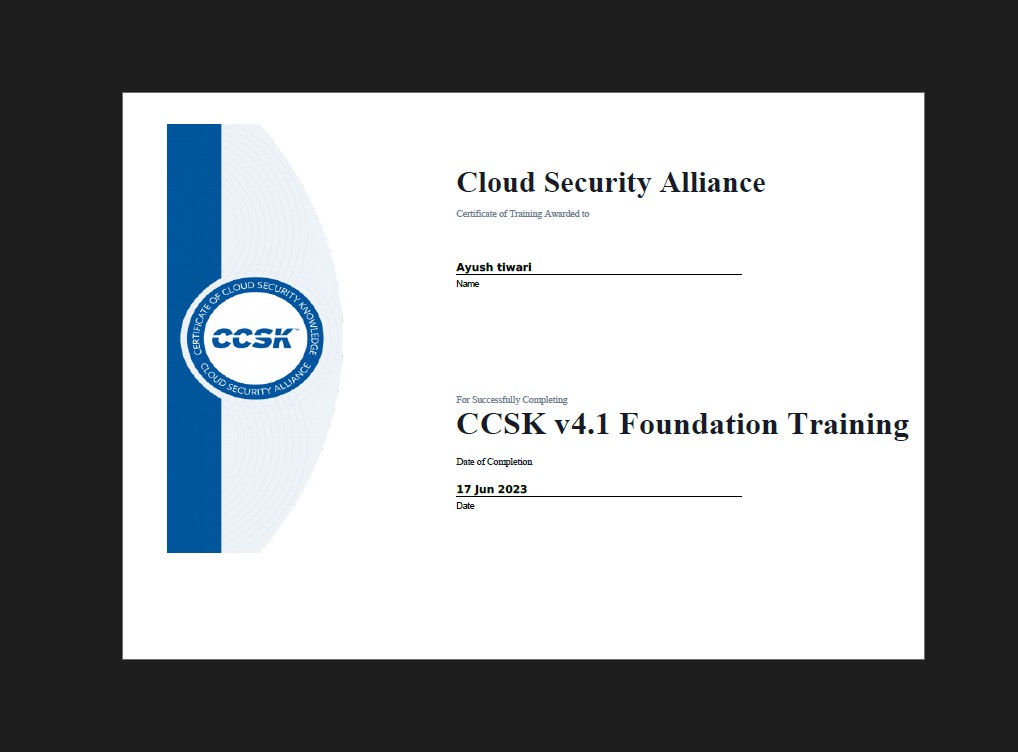 Cloud Security Alliance
Certificate of Training Awarded to
Ayush tiwari
Name
CERTIFICATE OF CLOUD SECURITY KNOWLEDGE
CCSK™
CLOUD SECURITY ALLIANCE
For Successfully Completing
CCSK v4.1 Foundation Training
Date of Completion
17 Jun 2023
Date